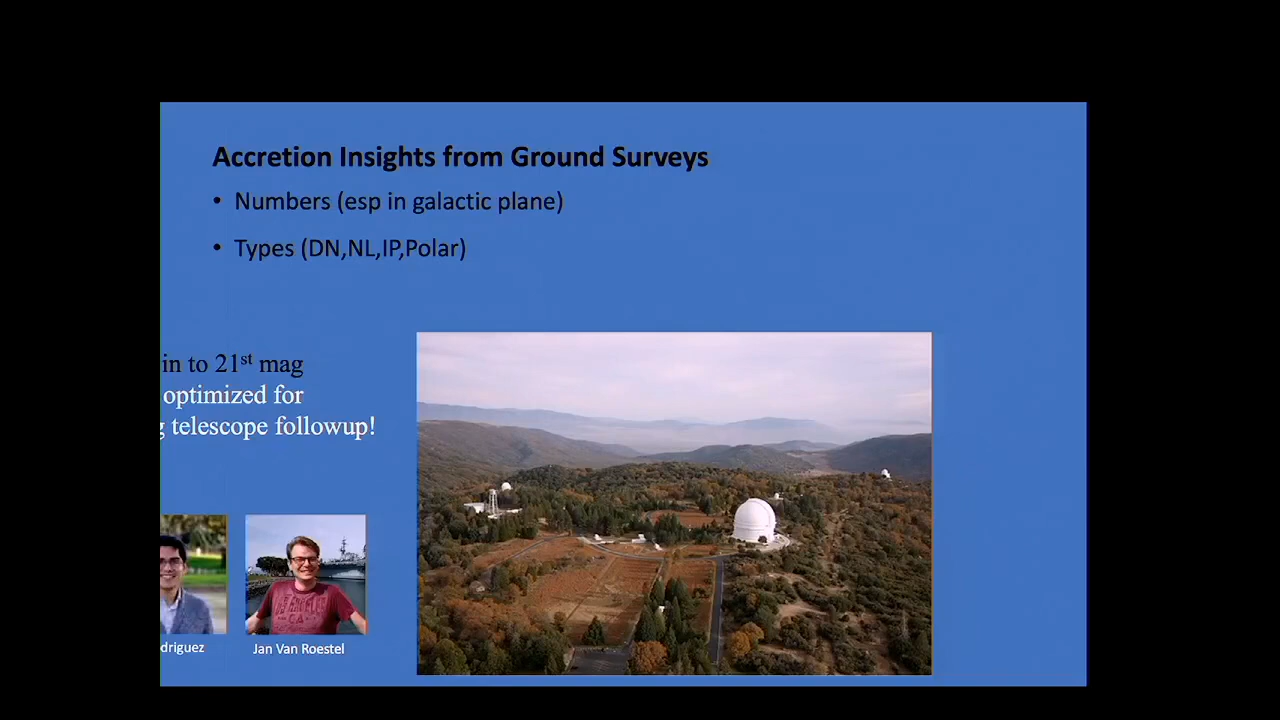 Accretion Insights from Ground Surveys
• Numbers (esp in galactic plane)
• Types (DN,NL,IP,Polar)
in to 21st mag
optimized for
g telescope followup!
driguez
Jan Van Roestel